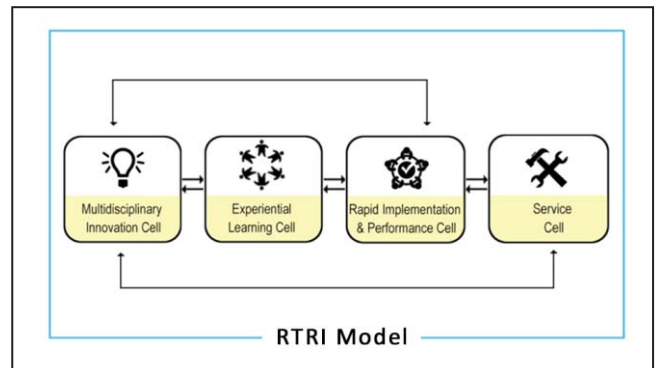 Multidisciplinary
Innovation Cell
Experiential
Learning Cell
Rapid Implementation
& Performance Cell
Service
Cell
RTRI Model